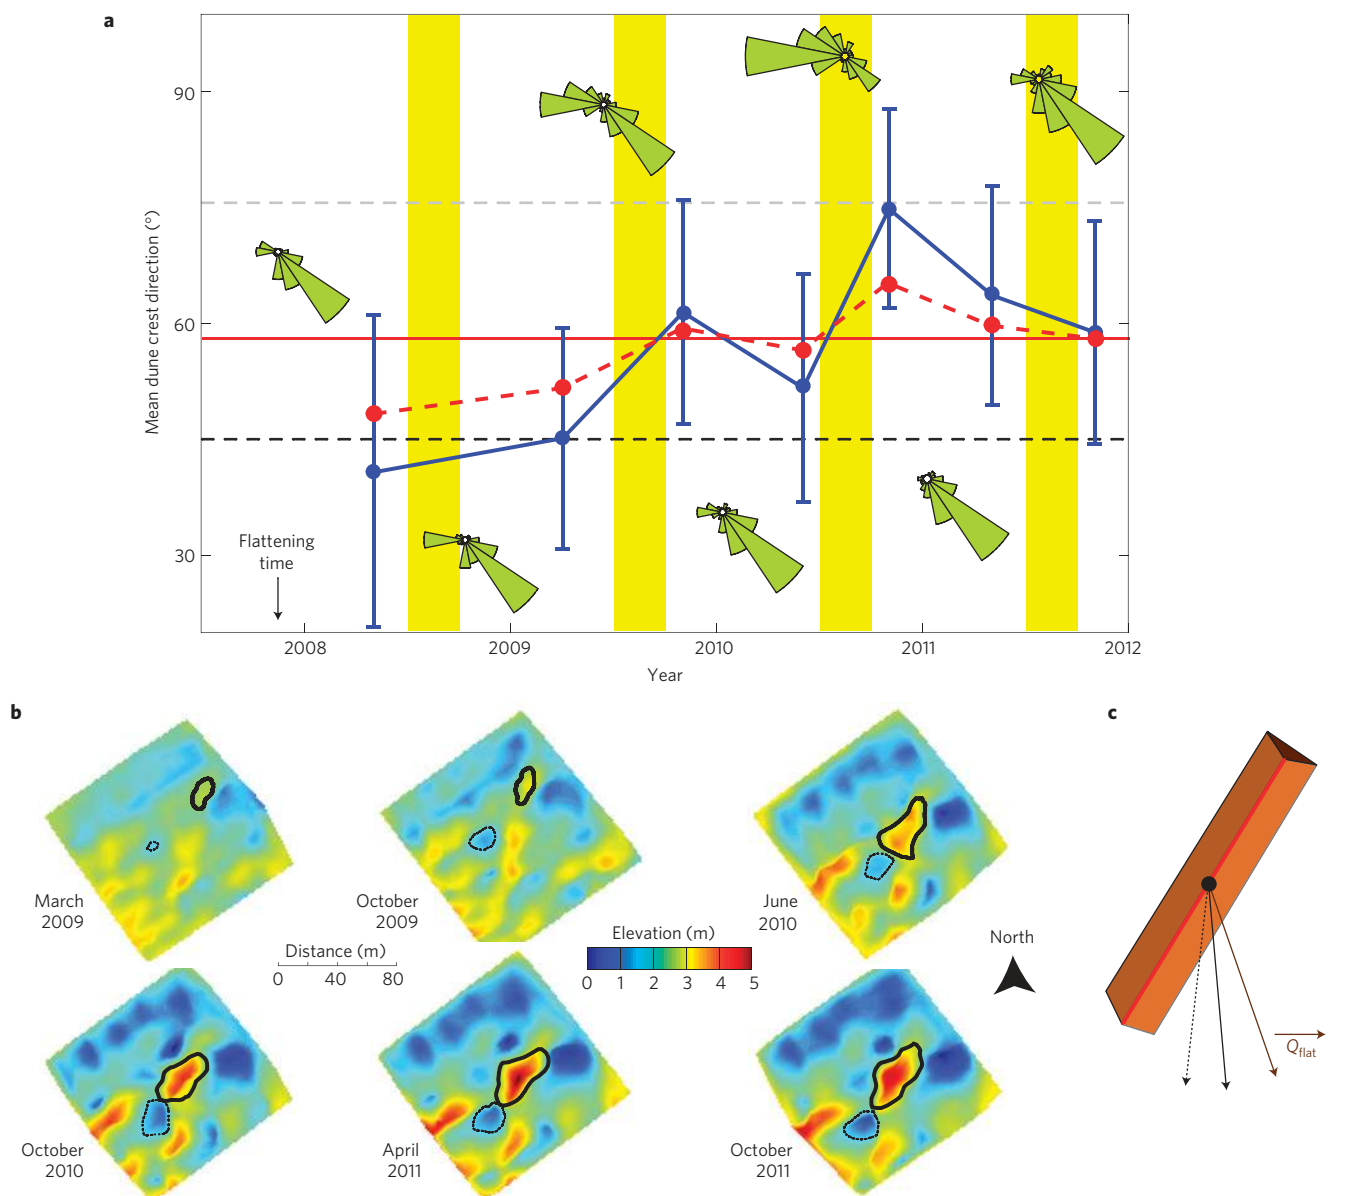 a
90
60
30
Mean dune crest direction (°)
Flattening
time
2008
2009
2010
2011
2012
Year
b
March
2009
October
2009
June
2010
Distance (m)
0
40
80
Elevation (m)
0 1 2 3 4 5
North
October
2010
April
2011
October
2011
c
Qflat